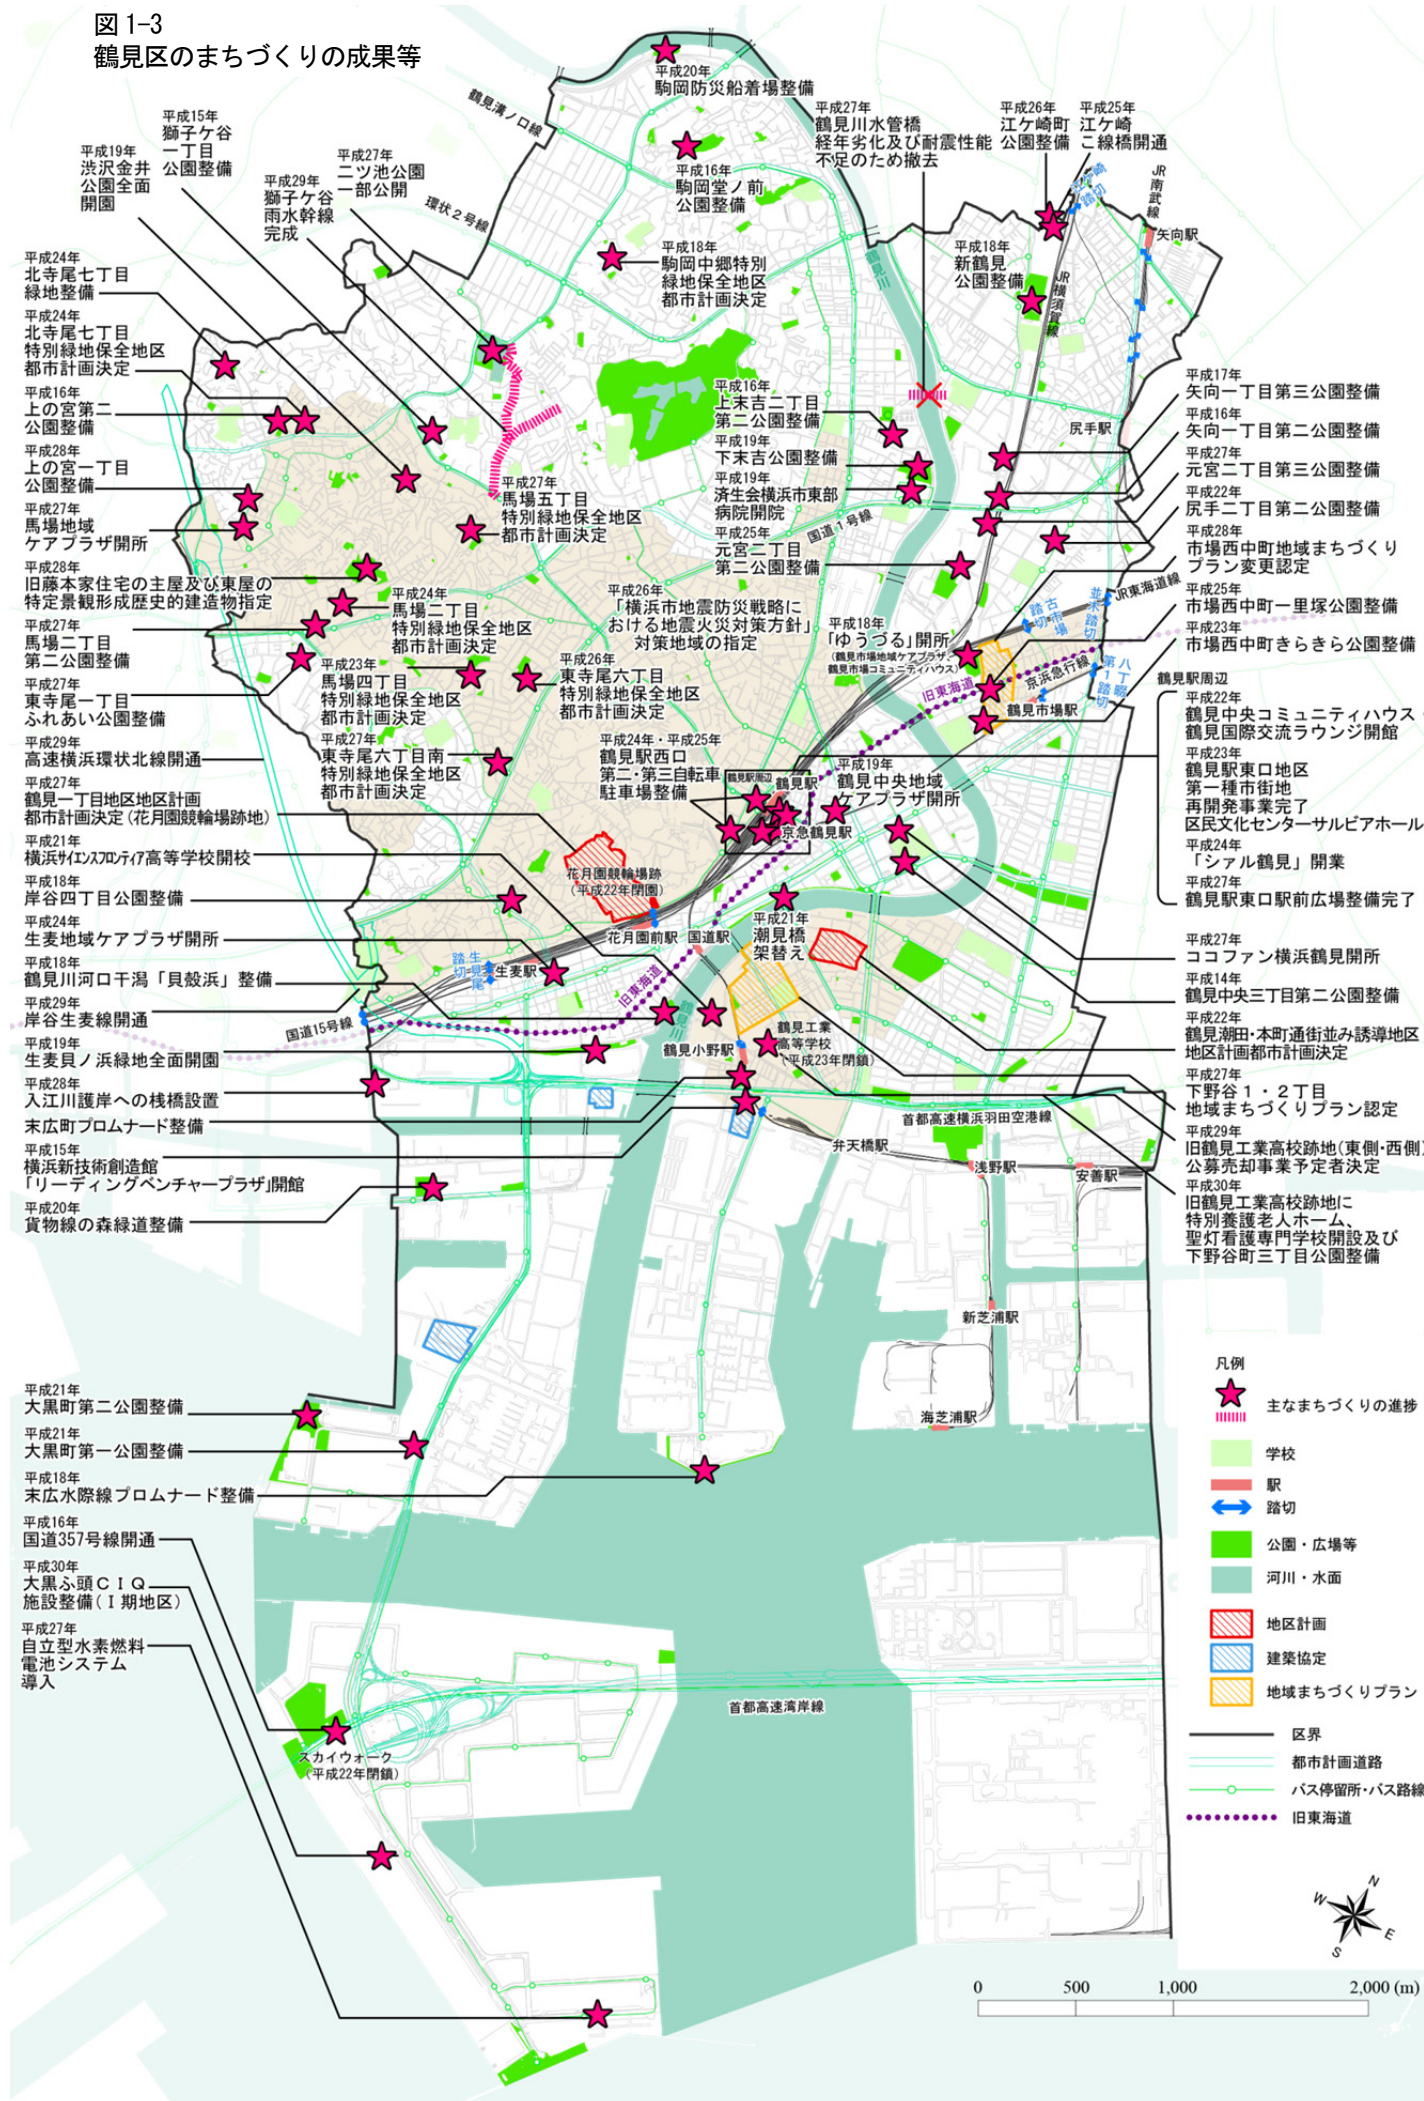 図 1-3
鶴見区のまちづくりの成果等
平成20年
駒岡防災船着場整備
鶴見溝ノ口線
平成15年
獅子ケ谷
一丁目
公園整備
平成19年
渋沢金井
公園全面
開園
平成27年
二ツ池公園
一部公開
平成29年
獅子ケ谷
雨水幹線
完成
環状2号線
平成16年
駒岡堂ノ前
公園整備
平成27年
鶴見川水管橋
経年劣化及び耐震性能
不足のため撤去
平成26年
江ケ崎町
公園整備
平成25年
江ケ崎
こ線橋開通
江ケ崎
踏切
JR南武線
矢向駅
平成18年
駒岡中郷特別
緑地保全地区
都市計画決定
鶴見川
平成18年
新鶴見
公園整備
JR横須賀線
平成24年
北寺尾七丁目
緑地整備
平成24年
北寺尾七丁目
特別緑地保全地区
都市計画決定
平成16年
上の宮第二
公園整備
平成28年
上の宮一丁目
公園整備
平成27年
馬場地域
ケアプラザ開所
平成28年
旧藤本家住宅の主屋及び東屋の
特定景観形成歴史的建造物指定
平成27年
馬場二丁目
第二公園整備
平成27年
東寺尾一丁目
ふれあい公園整備
平成29年
高速横浜環状北線開通
平成27年
鶴見一丁目地区地区計画
都市計画決定(花月園競輪場跡地)
平成21年
横浜サイエンスフロンティア高等学校開校
平成18年
岸谷四丁目公園整備
平成24年
生麦地域ケアプラザ開所
平成18年
鶴見川河口干潟「貝殻浜」整備
平成29年
岸谷生麦線開通
平成19年
生麦貝ノ浜緑地全面開園
平成28年
入江川護岸への桟橋設置
末広町プロムナード整備
平成15年
横浜新技術創造館
「リーディングベンチャープラザ」開館
平成20年
貨物線の森緑道整備
平成16年
上末吉二丁目
第二公園整備
平成19年
下末吉公園整備
平成19年
済生会横浜市東部
病院開院
国道1号線
平成25年
元宮二丁目
第二公園整備
尻手駅
平成17年
矢向一丁目第三公園整備
平成16年
矢向一丁目第二公園整備
平成27年
元宮二丁目第三公園整備
平成22年
尻手二丁目第二公園整備
平成28年
市場西中町地域まちづくり
プラン変更認定
平成25年
市場西中町一里塚公園整備
平成23年
市場西中町きらきら公園整備
平成27年
馬場五丁目
特別緑地保全地区
都市計画決定
平成24年
馬場二丁目
特別緑地保全地区
都市計画決定
平成26年
「横浜市地震防災戦略に
おける地震火災対策方針」
対策地域の指定
平成18年
「ゆうづる」開所
(鶴見市場地域ケアプラザ、
鶴見市場コミュニティハウス)
古市場
踏切
並木踏切
JR東海道線
八丁畷
第1踏切
京浜急行線
旧東海道
鶴見市場駅
平成23年
馬場四丁目
特別緑地保全地区
都市計画決定
平成26年
東寺尾六丁目
特別緑地保全地区
都市計画決定
平成27年
東寺尾六丁目南
特別緑地保全地区
都市計画決定
平成24年・平成25年
鶴見駅西口
第二・第三自転車
駐車場整備
鶴見駅周辺
鶴見駅
京急鶴見駅
平成19年
鶴見中央地域
ケアプラザ開所
鶴見駅周辺
平成22年
鶴見中央コミュニティハウス・
鶴見国際交流ラウンジ開館
平成23年
鶴見駅東口地区
第一種市街地
再開発事業完了
区民文化センターサルビアホール
平成24年
「シァル鶴見」開業
平成27年
鶴見駅東口駅前広場整備完了
花月園競輪場跡
(平成22年閉園)
花月園前駅
国道駅
平成21年
潮見橋
架替え
生見尾
踏切
生麦駅
旧東海道
国道15号線
鶴見川
鶴見小野駅
鶴見工業
高等学校
(平成23年閉鎖)
平成27年
ココファン横浜鶴見開所
平成14年
鶴見中央三丁目第二公園整備
平成22年
鶴見潮田・本町通街並み誘導地区
地区計画都市計画決定
平成27年
下野谷1・2丁目
地域まちづくりプラン認定
平成29年
旧鶴見工業高校跡地(東側・西側)
公募売却事業予定者決定
平成30年
旧鶴見工業高校跡地に
特別養護老人ホーム、
聖灯看護専門学校開設及び
下野谷町三丁目公園整備
首都高速横浜羽田空港線
弁天橋駅
浅野駅
安善駅
新芝浦駅
海芝浦駅
平成21年
大黒町第二公園整備
平成21年
大黒町第一公園整備
平成18年
末広水際線プロムナード整備
平成16年
国道357号線開通
平成30年
大黒ふ頭CIQ
施設整備(Ⅰ期地区)
平成27年
自立型水素燃料
電池システム
導入
スカイウォーク
(平成22年閉鎖)
首都高速湾岸線
凡例
主なまちづくりの進捗
学校
駅
踏切
公園・広場等
河川・水面
地区計画
建築協定
地域まちづくりプラン
区界
都市計画道路
バス停留所・バス路線
旧東海道
N
W
E
S
0 500 1,000 2,000 (m)